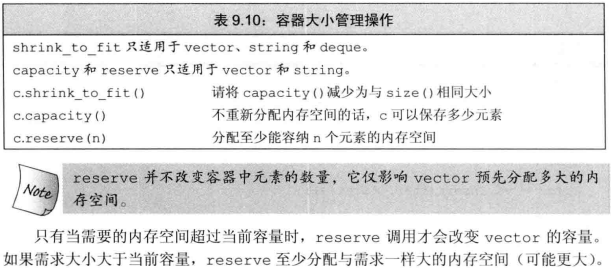 表 9.10：容器大小管理操作
shrink_to_fit 只适用于 vector、string 和 deque。
capacity 和 reserve 只适用于 vector 和 string。
c.shrink_to_fit() 请将 capacity()减少为与 size()相同大小
c.capacity() 不重新分配内存空间的话，c 可以保存多少元素
c.reserve(n) 分配至少能容纳 n 个元素的内存空间
Note
reserve 并不改变容器中元素的数量，它仅影响 vector 预先分配多大的内
存空间。
只有当需要的内存空间超过当前容量时，reserve 调用才会改变 vector 的容量。
如果需求大小大于当前容量，reserve 至少分配与需求一样大的内存空间（可能更大）。